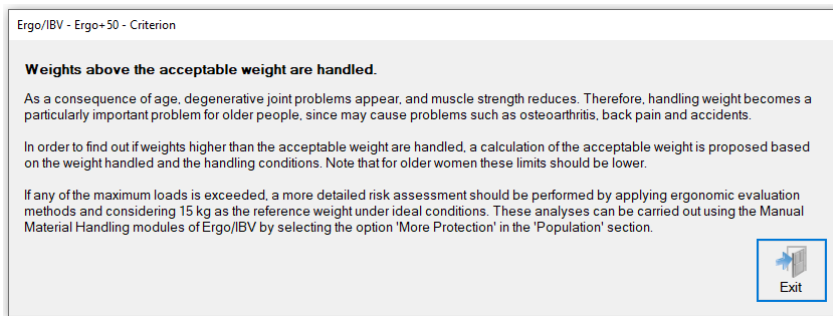 Ergo/IBV - Ergo+50 - Criterion
Weights above the acceptable weight are handled.
As a consequence of age, degenerative joint problems appear, and muscle strength reduces. Therefore, handling weight becomes a
particularly important problem for older people, since may cause problems such as osteoarthritis, back pain and accidents.
In order to find out if weights higher than the acceptable weight are handled, a calculation of the acceptable weight is proposed based
on the weight handled and the handling conditions. Note that for older women these limits should be lower.
If any of the maximum loads is exceeded, a more detailed risk assessment should be performed by applying ergonomic evaluation
methods and considering 15 kg as the reference weight under ideal conditions. These analyses can be carried out using the Manual
Material Handling modules of Ergo/IBV by selecting the option 'More Protection' in the 'Population' section.
Exit